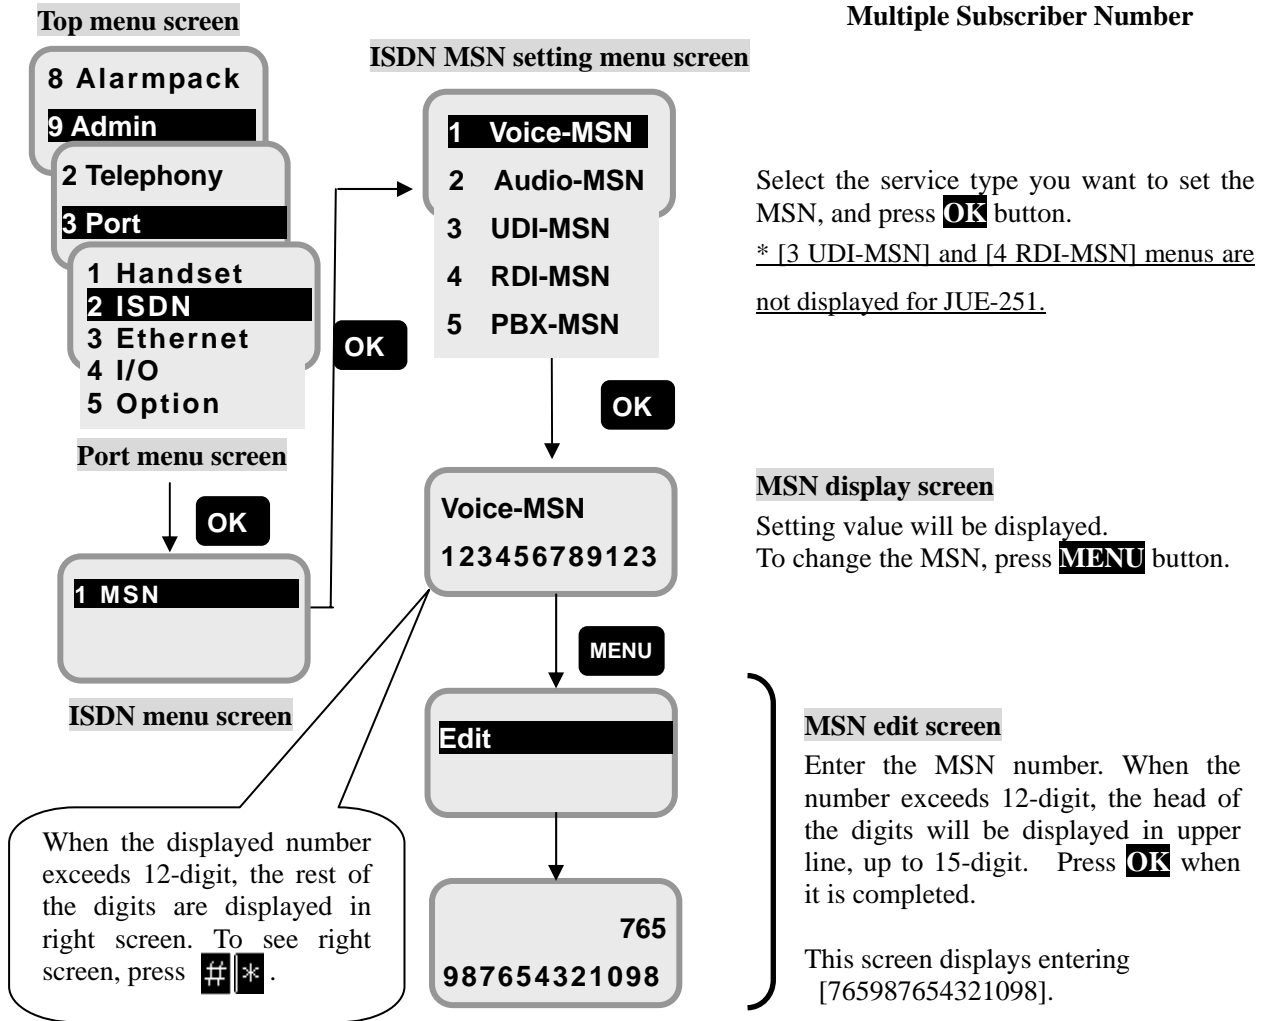 Top menu screen
8 Alarmpack
9 Admin
2 Telephony
3 Port
1 Handset
2 ISDN
3 Ethernet
4 I/O
5 Option
Port menu screen
OK
1 MSN
ISDN menu screen
OK
ISDN MSN setting menu screen
1 Voice-MSN
2 Audio-MSN
3 UDI-MSN
4 RDI-MSN
5 PBX-MSN
OK
Voice-MSN
123456789123
MENU
Edit
765
987654321098
When the displayed number
exceeds 12-digit, the rest of
the digits are displayed in
right screen. To see right
screen, press # * .
Multiple Subscriber Number
Select the service type you want to set the
MSN, and press OK button.
* [3 UDI-MSN] and [4 RDI-MSN] menus are
not displayed for JUE-251.
MSN display screen
Setting value will be displayed.
To change the MSN, press MENU button.
MSN edit screen
Enter the MSN number. When the
number exceeds 12-digit, the head of
the digits will be displayed in upper
line, up to 15-digit. Press OK when
it is completed.
This screen displays entering
[765987654321098].